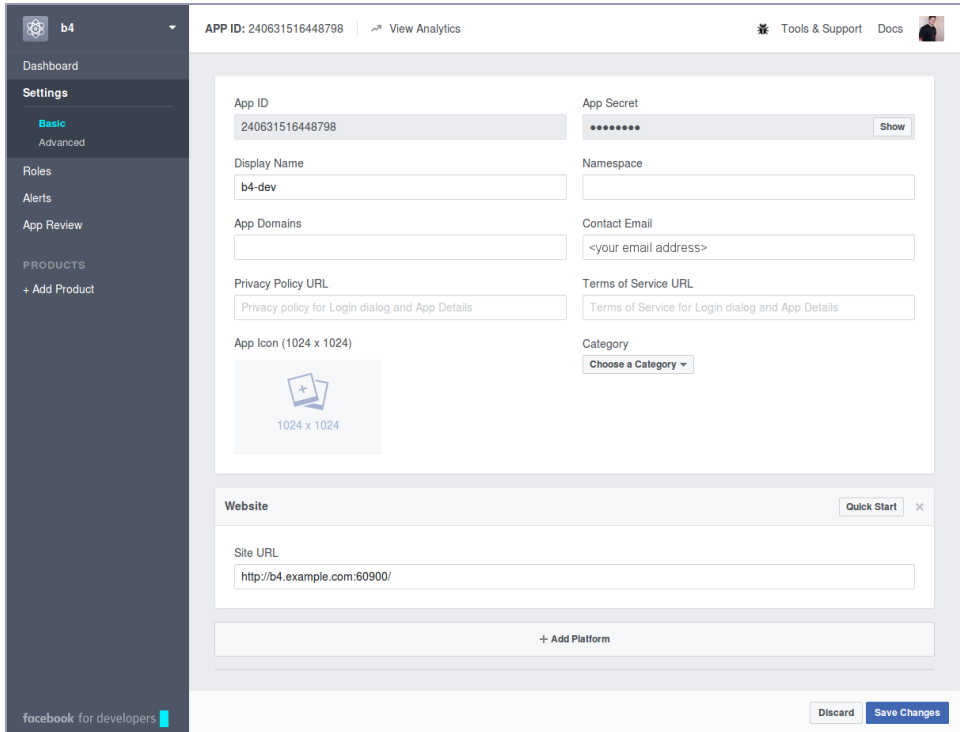 b4
APP ID: 240631516448798
View Analytics
Tools & Support
Docs
Dashboard
Settings
Basic
Advanced
Roles
Alerts
App Review
PRODUCTS
+ Add Product
App ID
App Secret
240631516448798
●●●●●●●●
Show
Display Name
Namespace
b4-dev
App Domains
Contact Email
<your email address>
Privacy Policy URL
Terms of Service URL
Privacy policy for Login dialog and App Details
Terms of Service for Login dialog and App Details
App Icon (1024 x 1024)
Category
Choose a Category
1024 x 1024
Website
Quick Start
Site URL
http://b4.example.com:60900/
+ Add Platform
facebook for developers
Discard
Save Changes